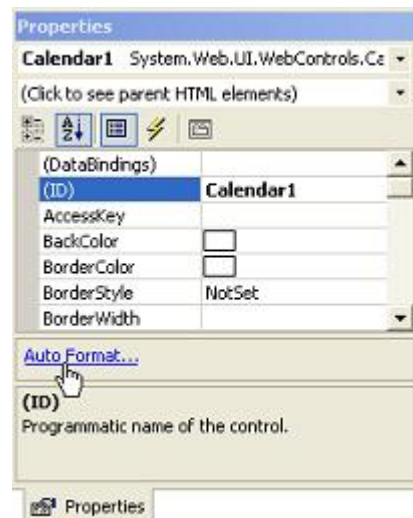 Properties
Calendar1 System.Web.UI.WebControls.Ca
(Click to see parent HTML elements)
(DataBindings)
(ID) Calendar1
AccessKey
BackColor
BorderColor
BorderStyle NotSet
BorderWidth
Auto Format...
(ID)
Programmatic name of the control.
Properties